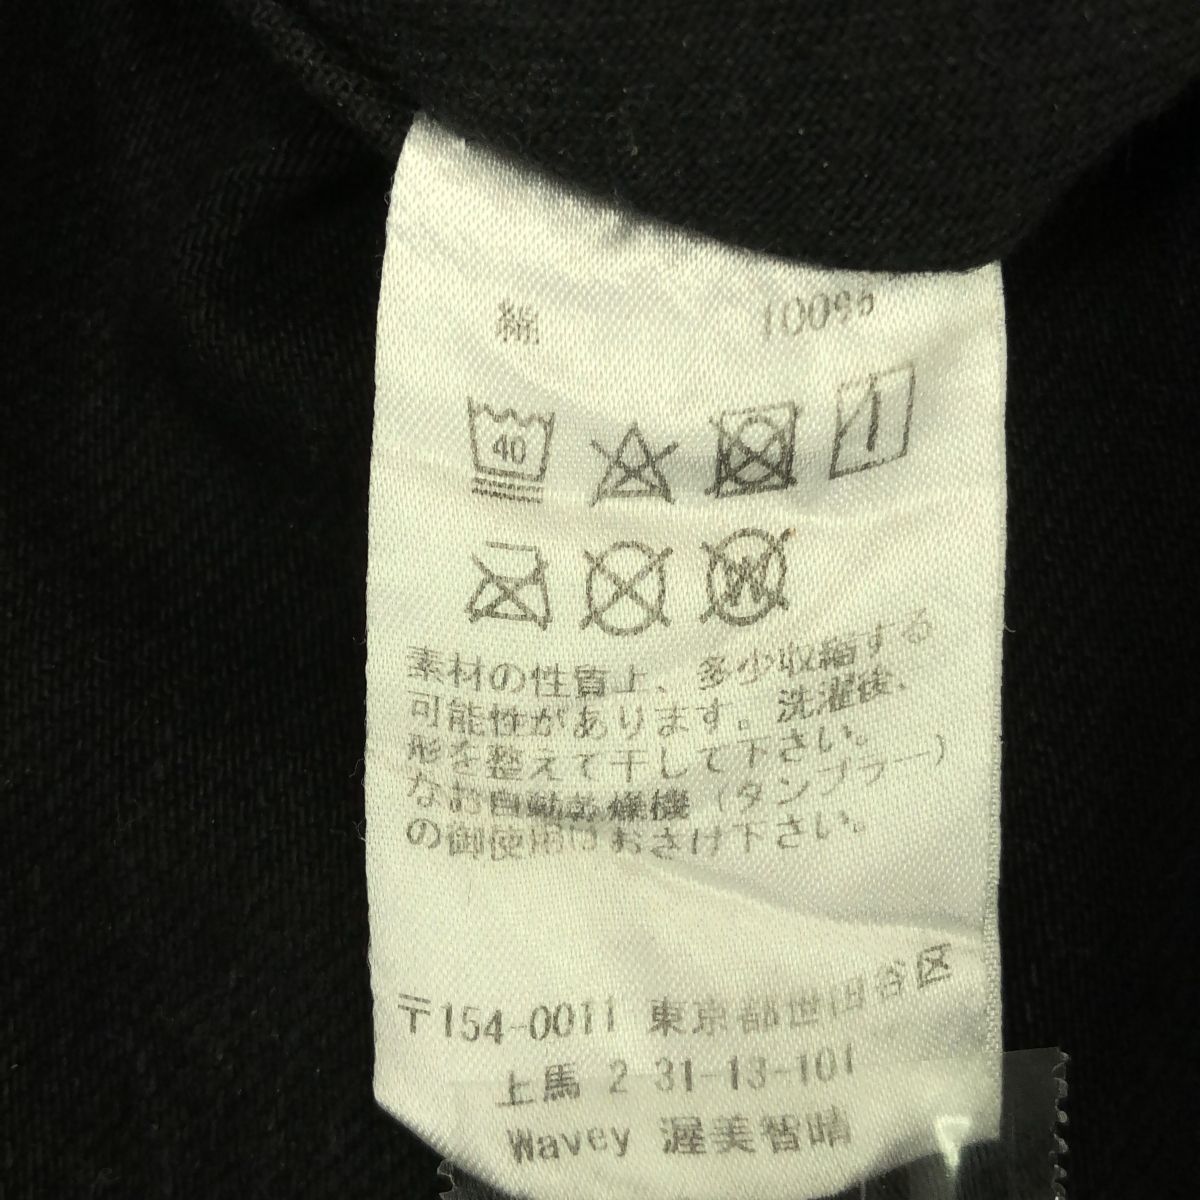 綿 100%
40
W
素材の性質上、多少収縮する
可能性があります。洗濯後、
形を整えて干して下さい。
なお自動乾燥機（タンブラー）
の御使用はおさけ下さい。
〒154-0011 東京都世田谷区
上馬 2 31-13-101
Wavey 渥美智晴